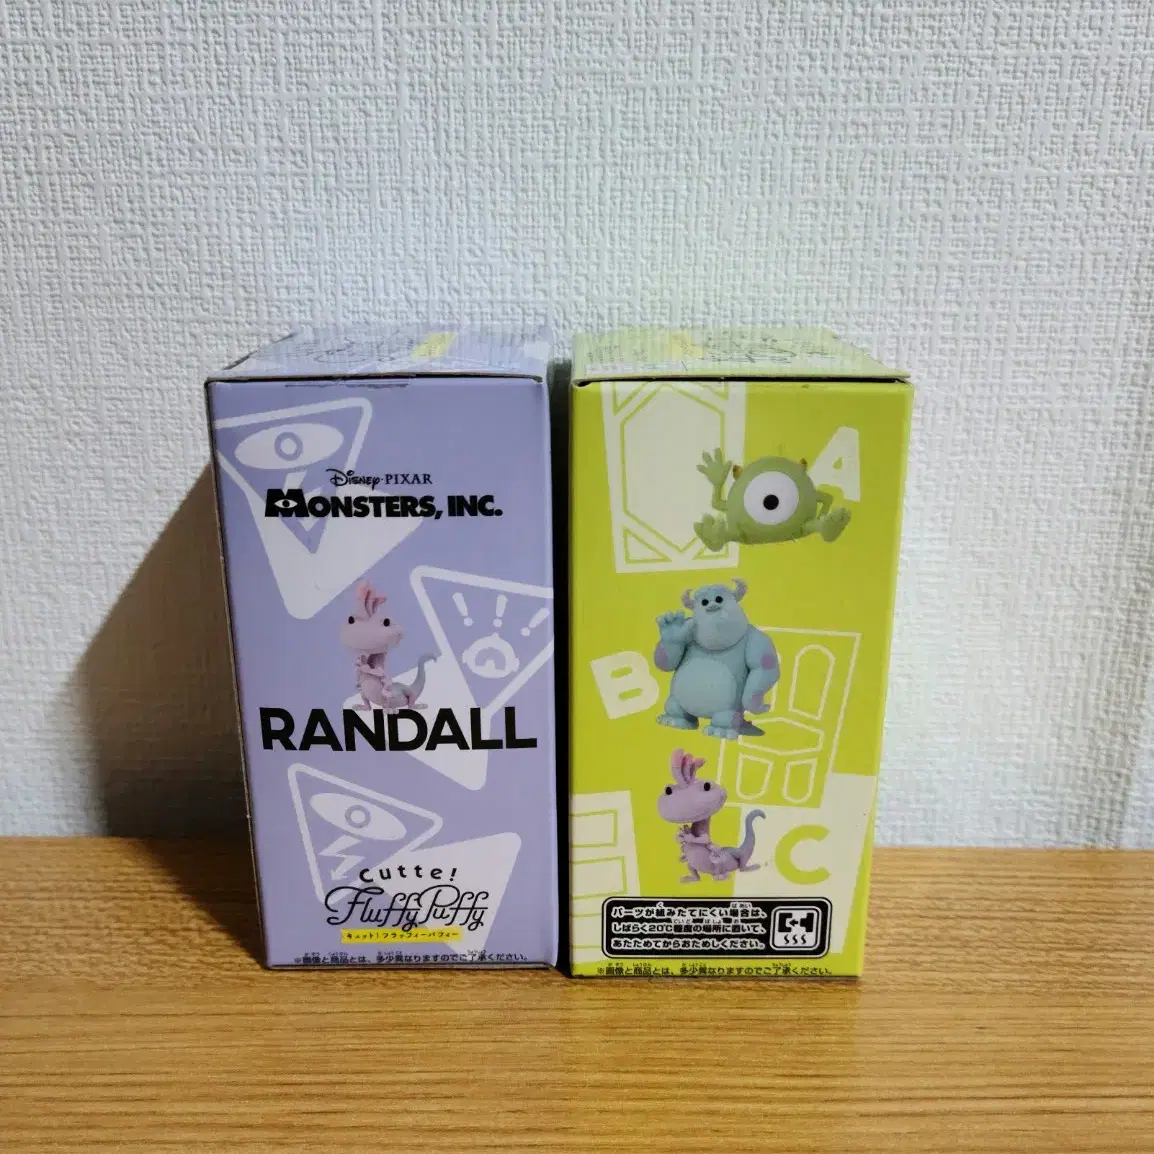 Disney·PIXAR
MONSTERS, INC.
RANDALL
Cutte!
Fluffy Puffy
キュット!フラッフィーパフィー
※画像と商品とは、多少異なりますのでご了承ください。
A
B
C
パーツが組みたてにくい場合は、
しばらく20℃程度の場所に置いて、
あたためてからおためしください。
※画像と商品とは、多少異なりますのでご了承ください。